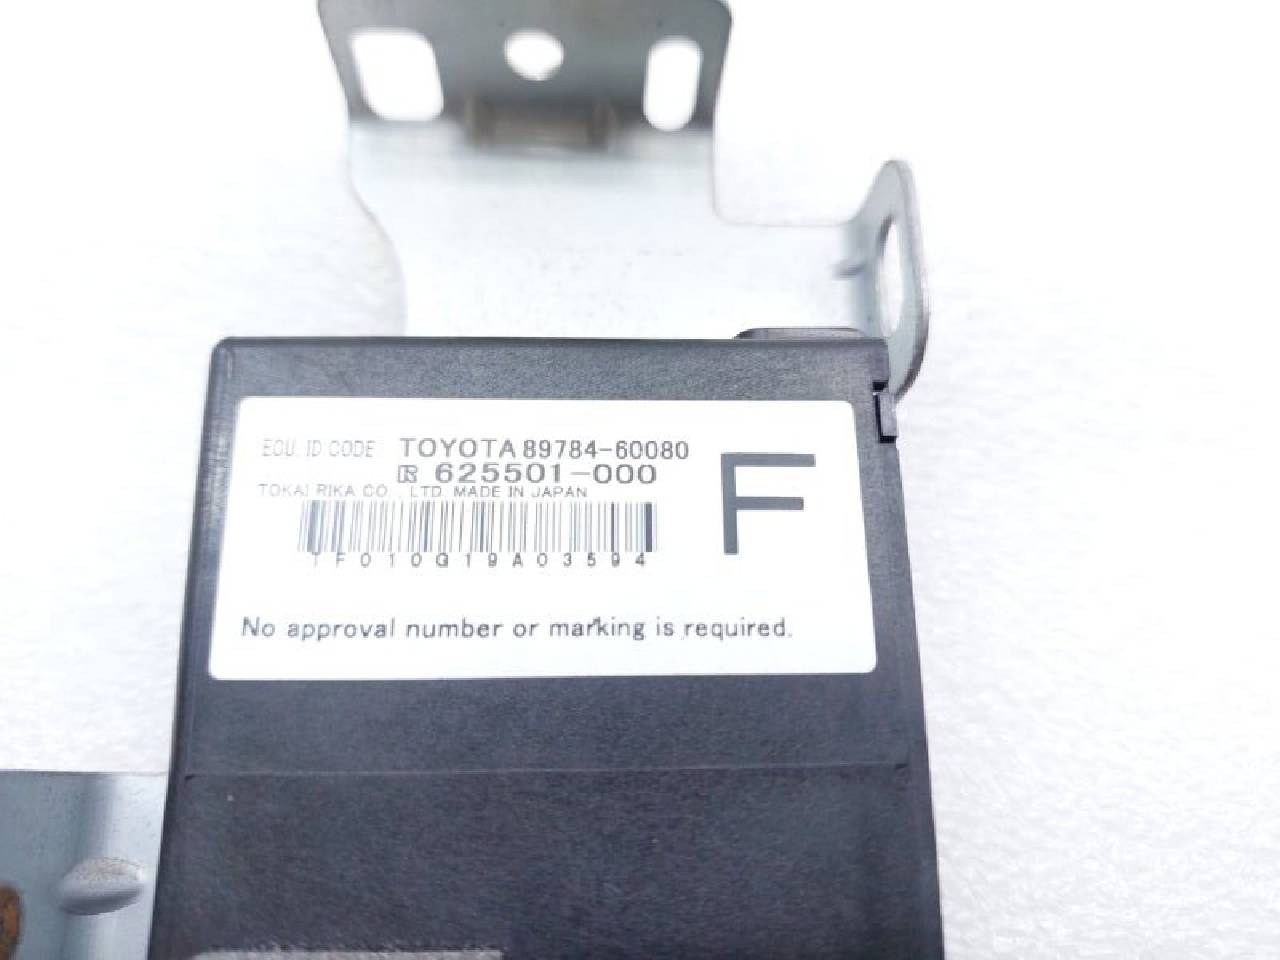 ECU, ID CODE TOYOTA 89784-60080
625501-000
TOKAI RIKA CO., LTD. MADE IN JAPAN
F
1F010G19A03594
No approval number or marking is required.